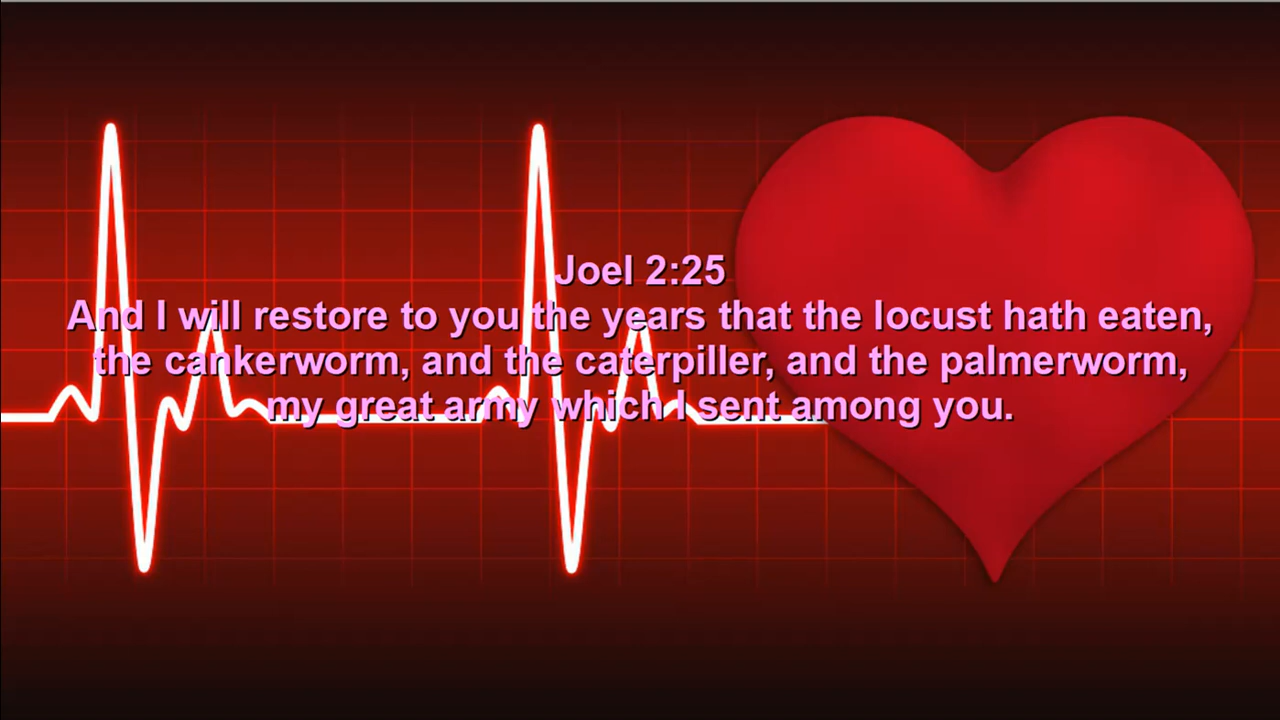 Joel 2:25
And I will restore to you the years that the locust hath eaten,
the cankerworm, and the caterpiller, and the palmerworm,
my great army which I sent among you.